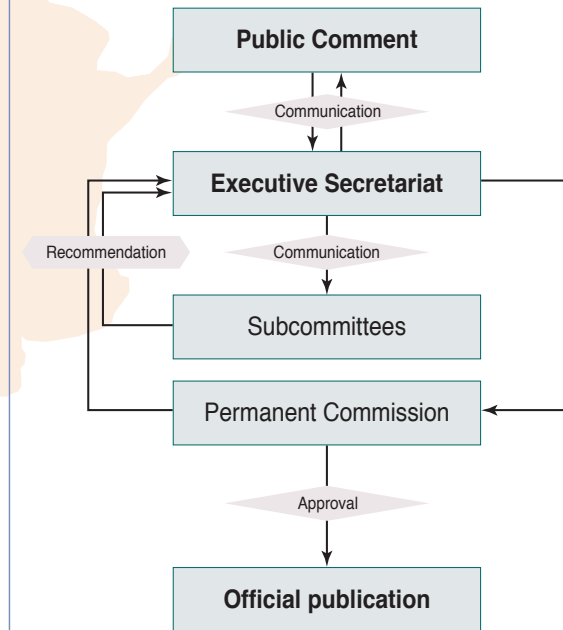 Public Comment
Communication
Executive Secretariat
Recommendation
Communication
Subcommittees
Permanent Commission
Approval
Official publication